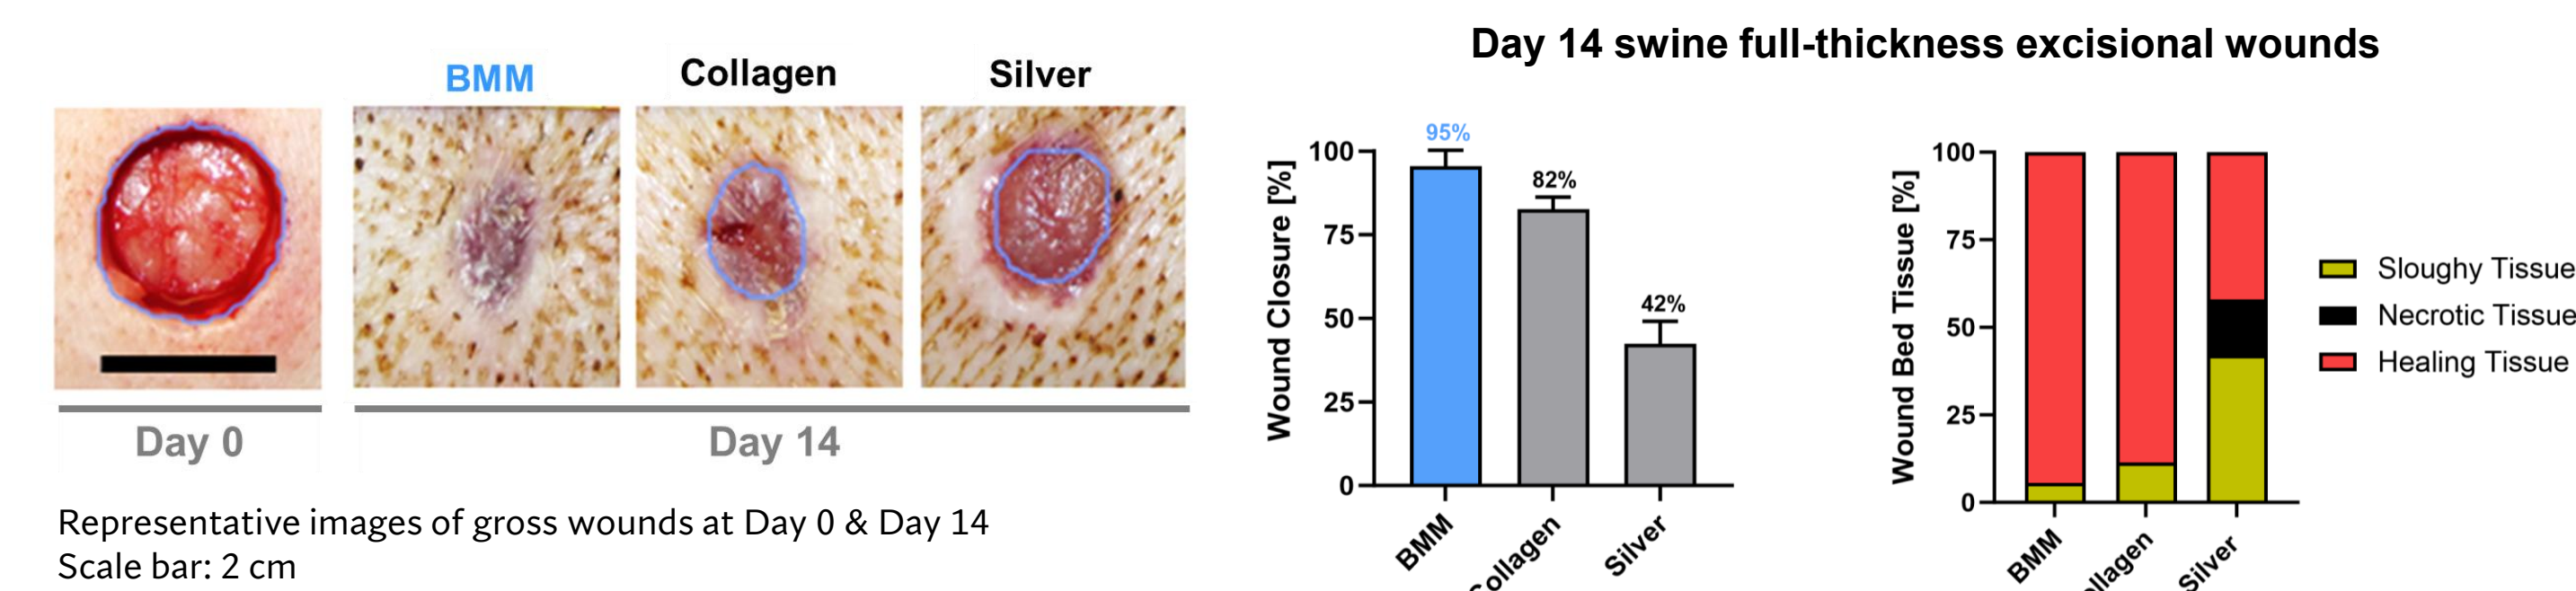 BMM
Collagen
Silver
Day 0
Day 14
Representative images of gross wounds at Day 0 & Day 14
Scale bar: 2 cm
Day 14 swine full-thickness excisional wounds
Wound Closure [%]
100
75
50
25
0
95%
82%
42%
BMM
Collagen
Silver
Wound Bed Tissue [%]
100
75
50
25
0
BMM
ollagen
Silver
Sloughy Tissue
Necrotic Tissue
Healing Tissue